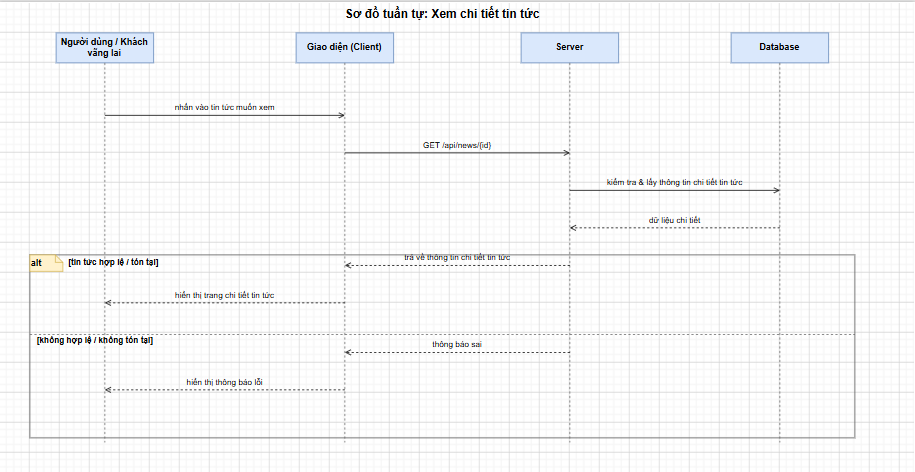 Sơ đồ tuần tự: Xem chi tiết tin tức
Người dùng / Khách
vãng lai
Giao diện (Client)
Server
Database
nhấn vào tin tức muốn xem
GET /api/news/{id}
kiểm tra & lấy thông tin chi tiết tin tức
dữ liệu chi tiết
alt
[tin tức hợp lệ / tồn tại]
trả về thông tin chi tiết tin tức
hiển thị trang chi tiết tin tức
[không hợp lệ / không tồn tại]
thông báo sai
hiển thị thông báo lỗi